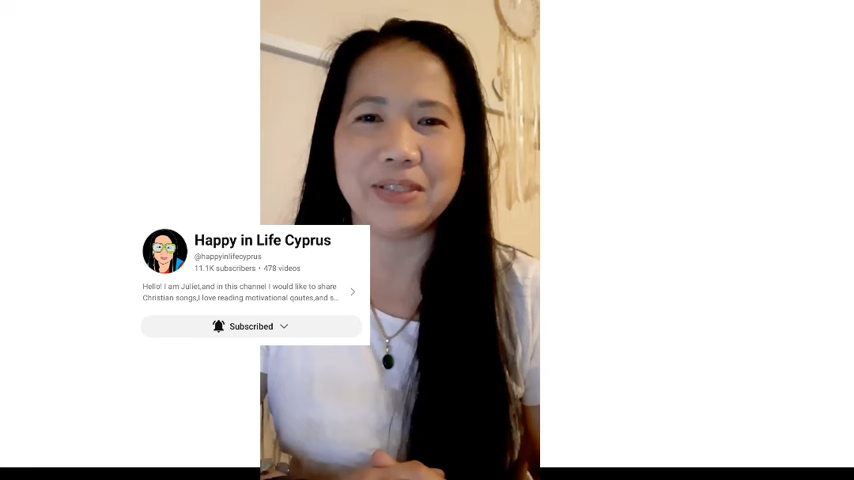 Happy in Life Cyprus
@happyinlifecyprus
11.1K subscribers • 478 videos
Hello! I am Juliet,and in this channel I would like to share
Christian songs,I love reading motivational qoutes,and s...
Subscribed